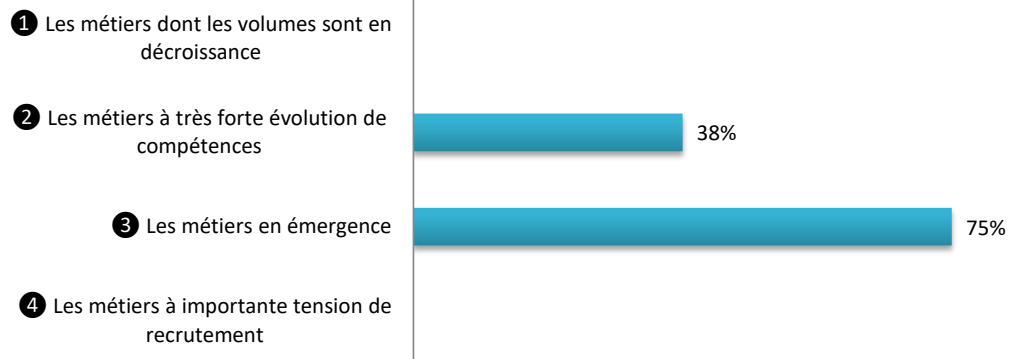 ❶ Les métiers dont les volumes sont en
décroissance
❷ Les métiers à très forte évolution de
compétences
38%
❸ Les métiers en émergence
75%
❹ Les métiers à importante tension de
recrutement